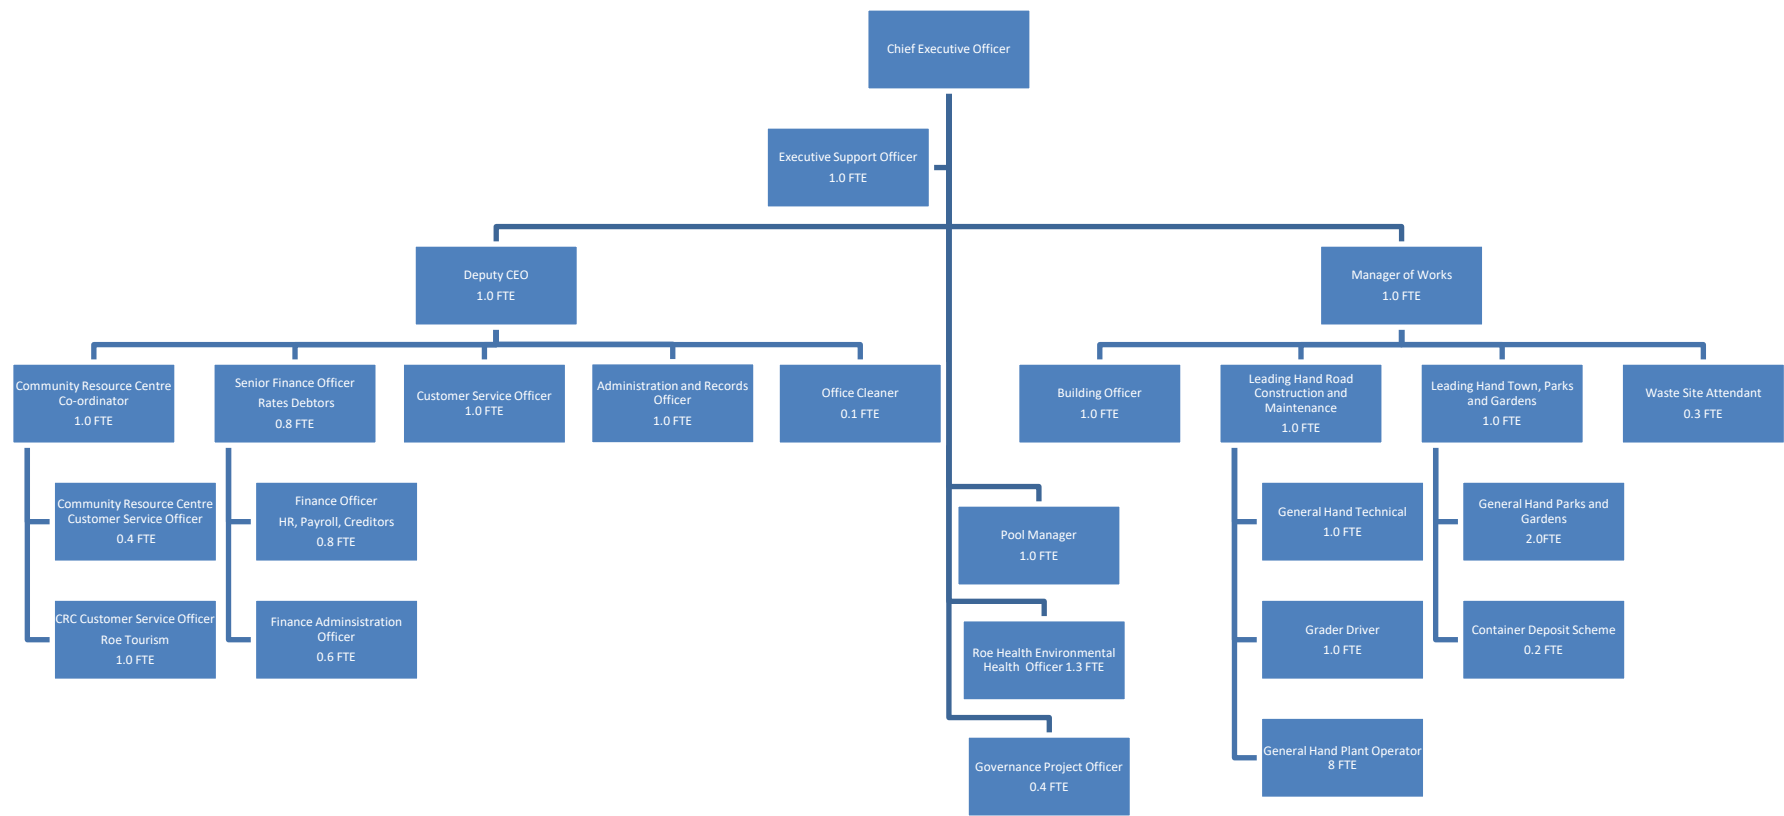 Chief Executive Officer
Executive Support Officer
1.0 FTE
Deputy CEO
1.0 FTE
Manager of Works
1.0 FTE
Community Resource Centre
Co-ordinator
1.0 FTE
Senior Finance Officer
Rates Debtors
0.8 FTE
Customer Service Officer
1.0 FTE
Administration and Records
Officer
1.0 FTE
Office Cleaner
0.1 FTE
Building Officer
1.0 FTE
Leading Hand Road
Construction and
Maintenance
1.0 FTE
Leading Hand Town, Parks
and Gardens
1.0 FTE
Waste Site Attendant
0.3 FTE
Community Resource Centre
Customer Service Officer
0.4 FTE
Finance Officer
HR, Payroll, Creditors
0.8 FTE
Pool Manager
1.0 FTE
General Hand Technical
1.0 FTE
General Hand Parks and
Gardens
2.0FTE
CRC Customer Service Officer
Roe Tourism
1.0 FTE
Finance Adminsistration
Officer
0.6 FTE
Roe Health Environmental
Health  Officer 1.3 FTE
Grader Driver
1.0 FTE
Container Deposit Scheme
0.2 FTE
Governance Project Officer
0.4 FTE
General Hand Plant Operator
8 FTE